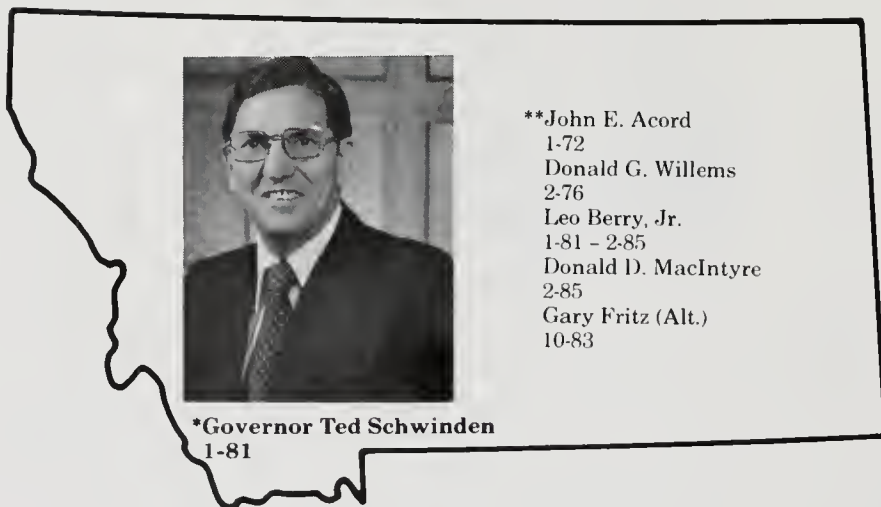 *Governor Ted Schwinden
1-81
**John E. Acord
1-72
Donald G. Willems
2-76
Leo Berry, Jr.
1-81 – 2-85
Donald D. MacIntyre
2-85
Gary Fritz (Alt.)
10-83